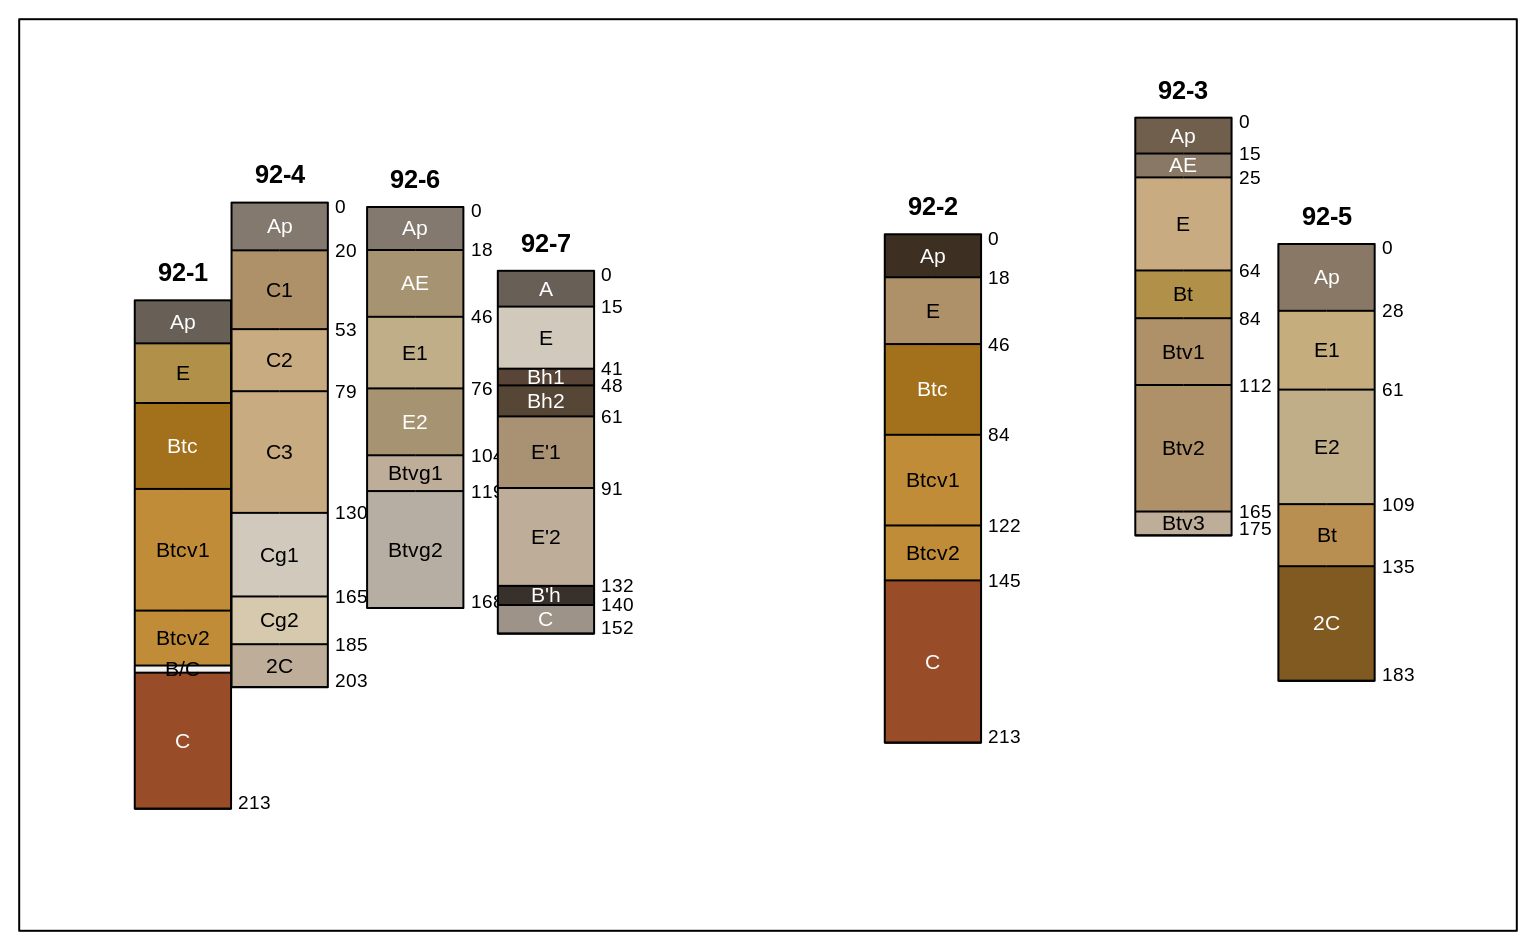 92-1
Ap
E
Btc
Btcv1
Btcv2
B/C
C
213
92-4
Ap
C1
C2
C3
Cg1
Cg2
2C
0
20
53
79
130
165
185
203
92-6
Ap
AE
E1
E2
Btvg1
Btvg2
0
18
46
76
104
119
168
92-7
A
E
Bh1
Bh2
E'1
E'2
B'h
C
0
15
41
48
61
91
132
140
152
92-2
Ap
E
Btc
Btcv1
Btcv2
C
0
18
46
84
122
145
213
92-3
Ap
AE
E
Bt
Btv1
Btv2
Btv3
0
15
25
64
84
112
165
175
92-5
Ap
E1
E2
Bt
2C
0
28
61
109
135
183